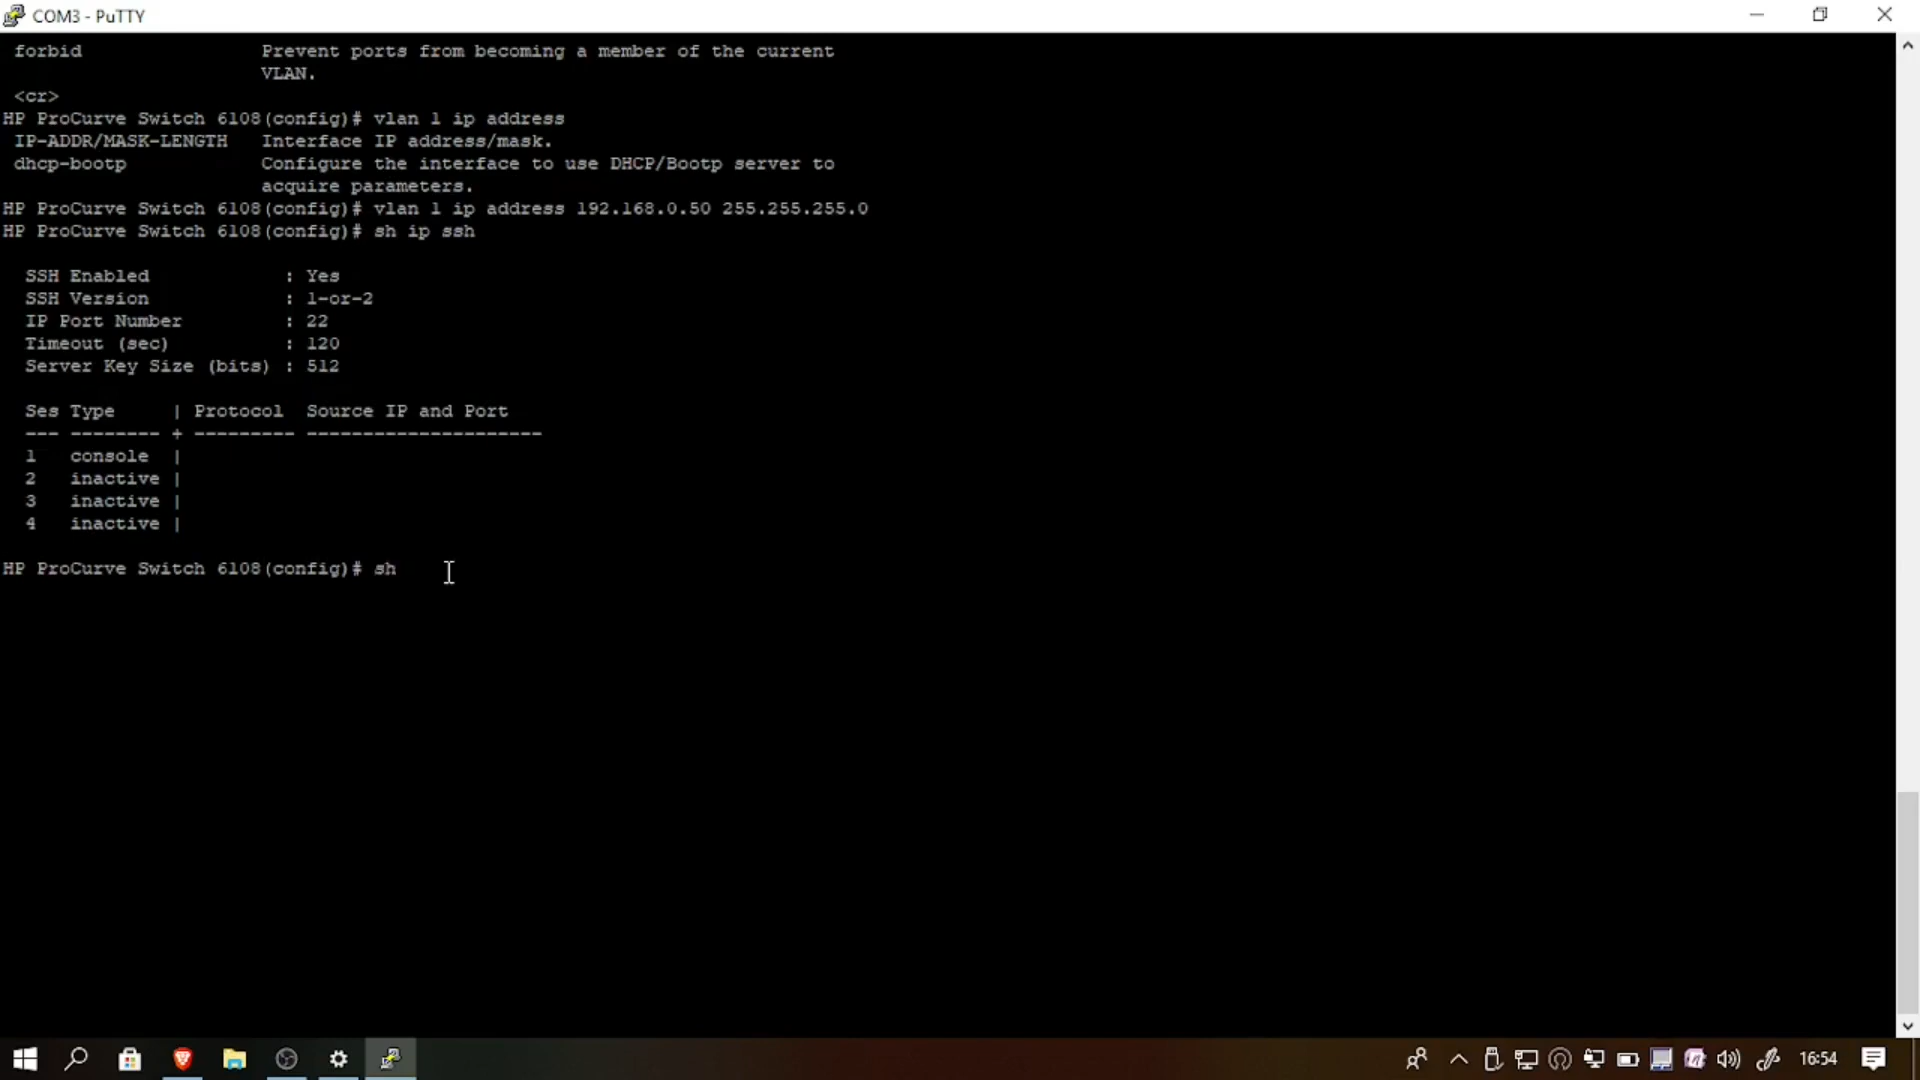 COM3 - PuTTY
forbid Prevent ports from becoming a member of the current
VLAN.
<cr>
HP ProCurve Switch 6108(config)# vlan 1 ip address
IP-ADDR/MASK-LENGTH Interface IP address/mask.
dhcp-bootp Configure the interface to use DHCP/Bootp server to
acquire parameters.
HP ProCurve Switch 6108(config)# vlan 1 ip address 192.168.0.50 255.255.255.0
HP ProCurve Switch 6108(config)# sh ip ssh
SSH Enabled : Yes
SSH Version : 1-or-2
IP Port Number : 22
Timeout (sec) : 120
Server Key Size (bits) : 512
Ses Type | Protocol Source IP and Port
--- -------- + --------- ---------------------
1 console |
2 inactive |
3 inactive |
4 inactive |
HP ProCurve Switch 6108(config)# sh
16:54